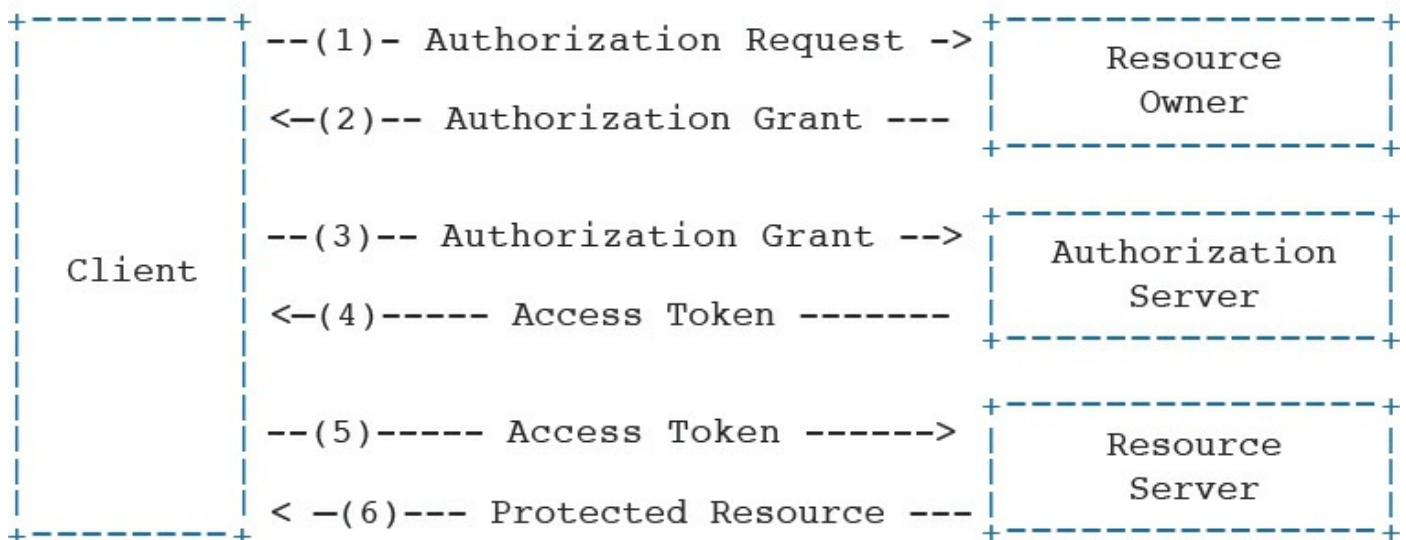 --(1)- Authorization Request ->
Resource
Owner
<-(2)-- Authorization Grant ---
--(3)-- Authorization Grant -->
Authorization
Server
Client
<-(4)----- Access Token -------
--(5)----- Access Token ------>
Resource
Server
< -(6)--- Protected Resource ---